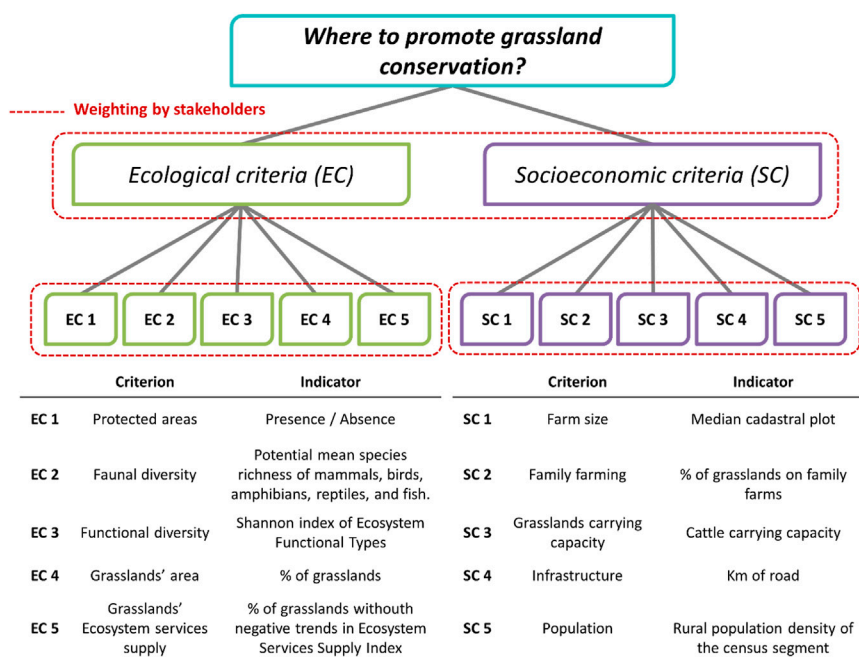 Where to promote grassland
conservation?
Weighting by stakeholders
Ecological criteria (EC)
Socioeconomic criteria (SC)
EC 1
EC 2
EC 3
EC 4
EC 5
SC 1
SC 2
SC 3
SC 4
SC 5
Criterion
Indicator
EC 1
Protected areas
Presence / Absence
EC 2
Faunal diversity
Potential mean species
richness of mammals, birds,
amphibians, reptiles, and fish.
EC 3
Functional diversity
Shannon index of Ecosystem
Functional Types
EC 4
Grasslands' area
% of grasslands
EC 5
Grasslands'
Ecosystem services
supply
% of grasslands withouth
negative trends in Ecosystem
Services Supply Index
Criterion
Indicator
SC 1
Farm size
Median cadastral plot
SC 2
Family farming
% of grasslands on family
farms
SC 3
Grasslands carrying
capacity
Cattle carrying capacity
SC 4
Infrastructure
Km of road
SC 5
Population
Rural population density of
the census segment